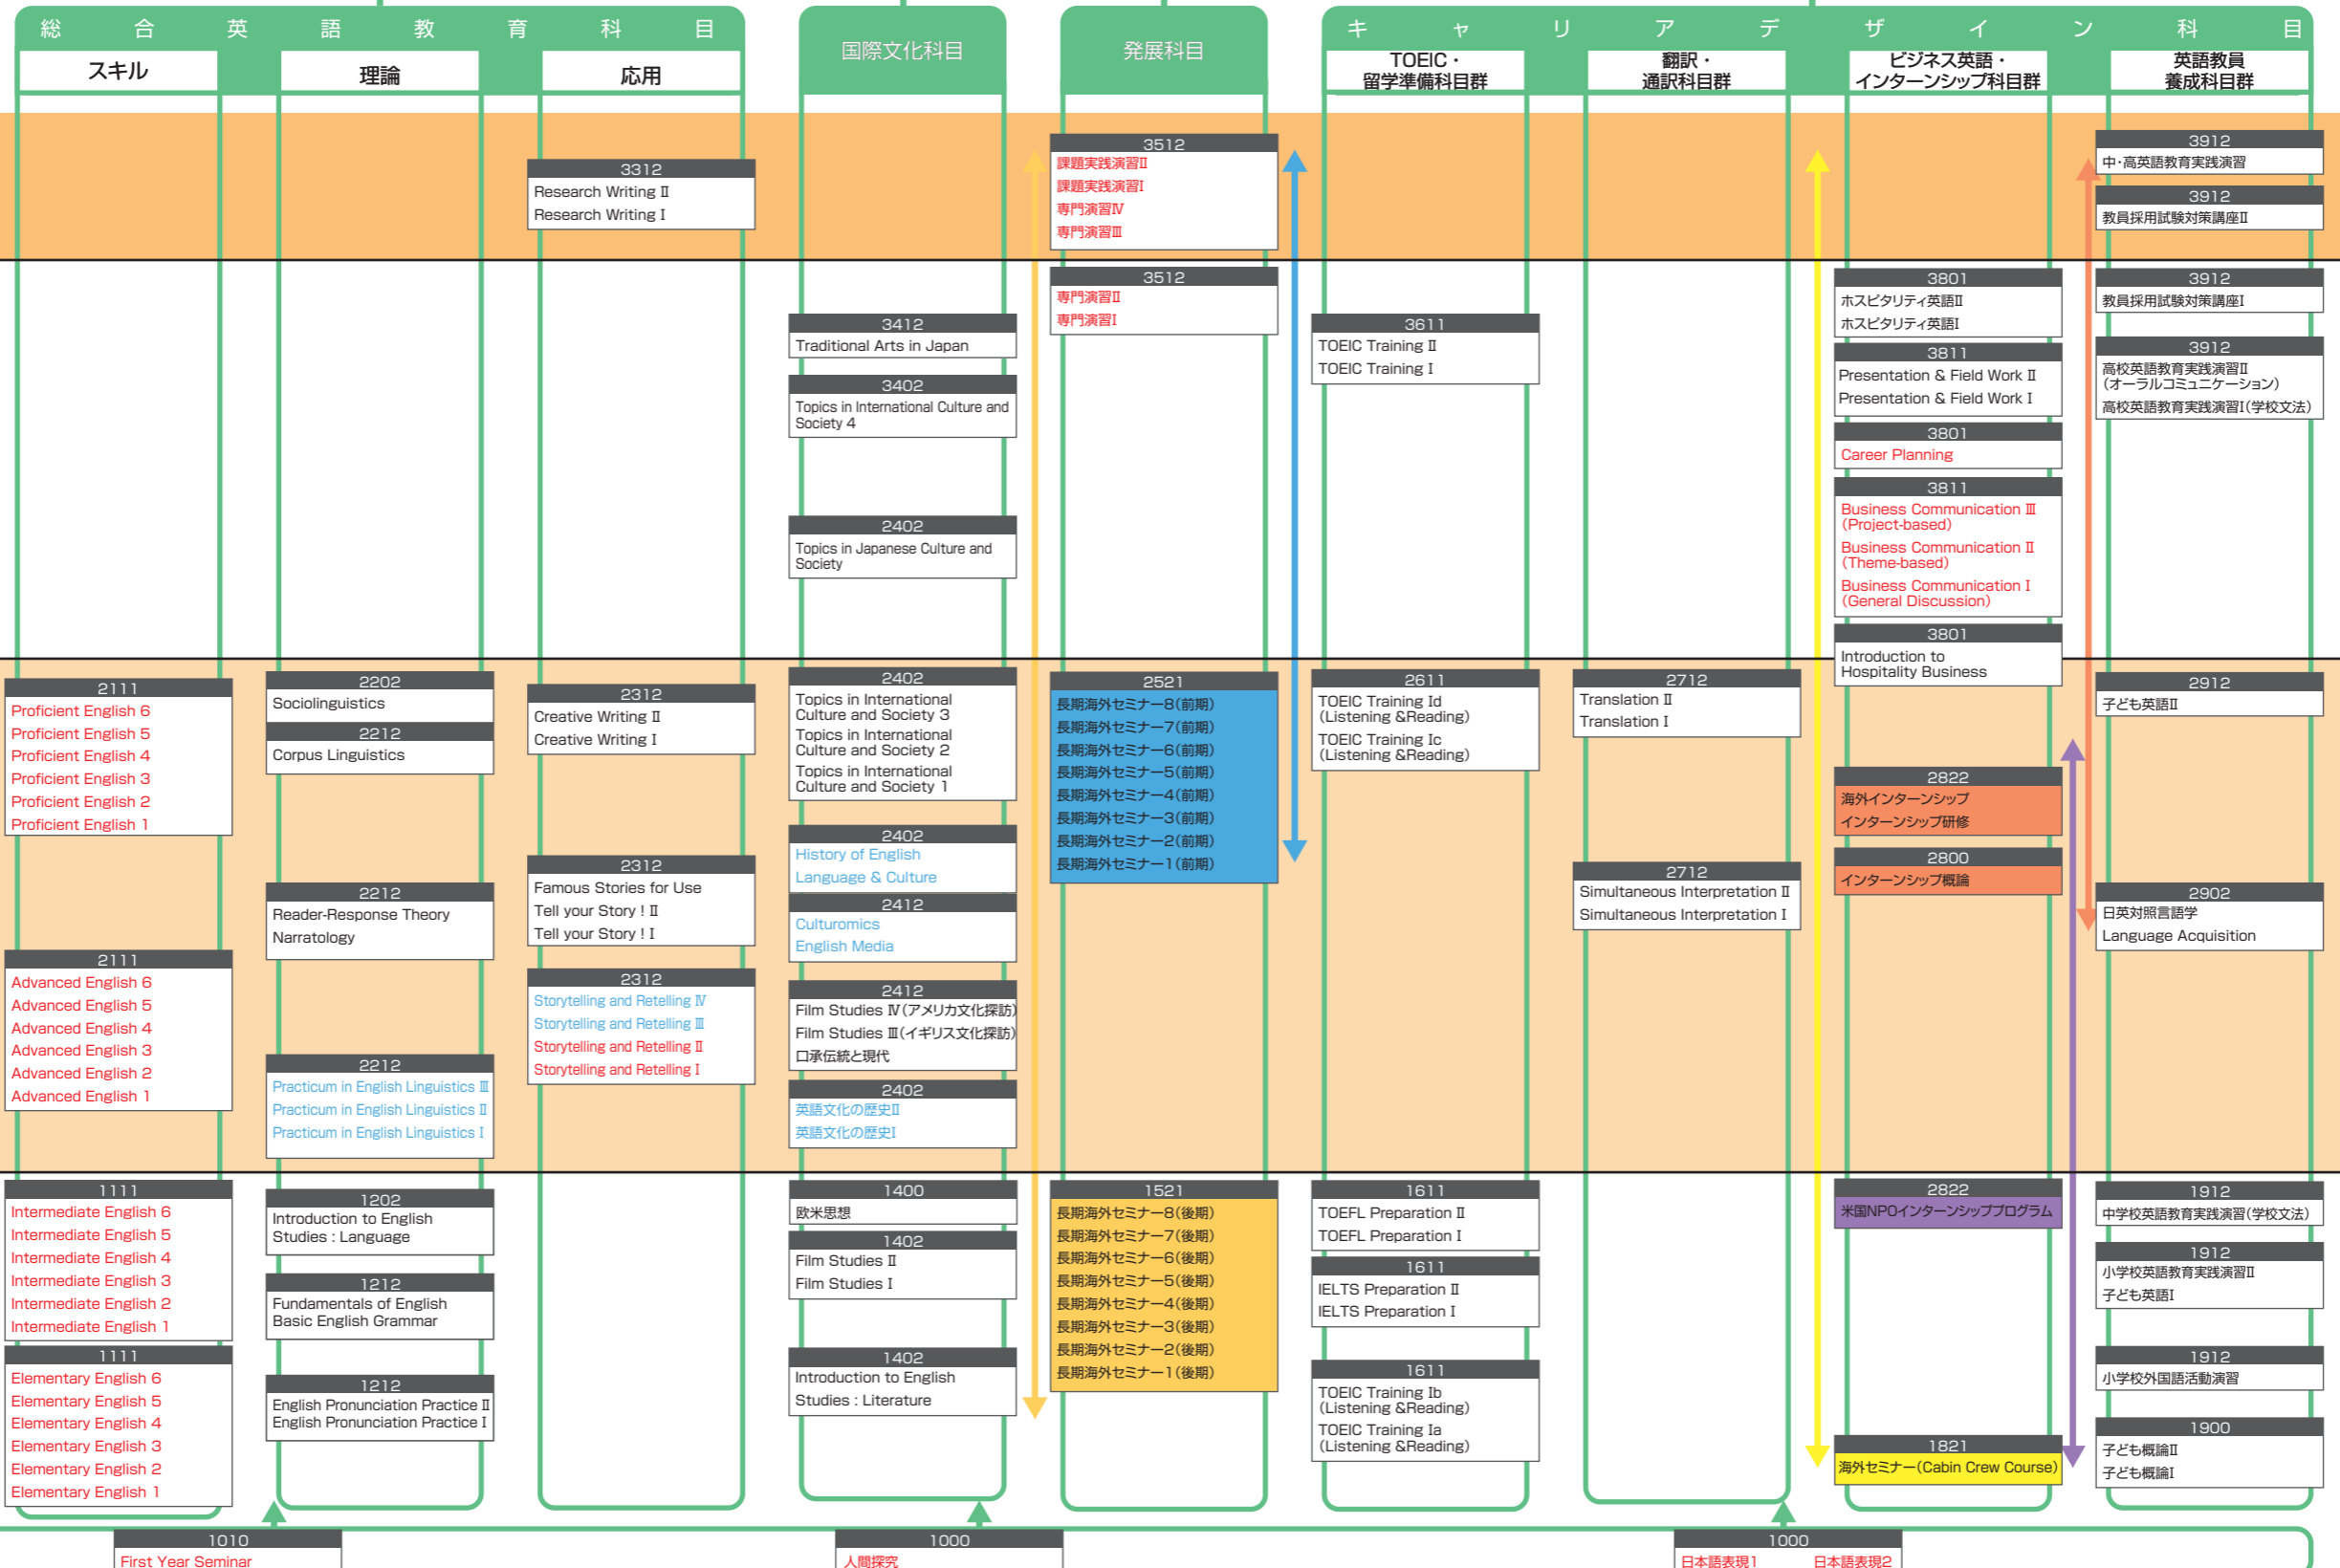 総合英語教育科目
スキル
理論
応用
国際文化科目
発展科目
キャリアデザイン科目
TOEIC・
留学準備科目群
翻訳・
通訳科目群
ビジネス英語・
インターンシップ科目群
英語教員
養成科目群
3312
Research Writing Ⅱ
Research Writing Ⅰ
3512
課題実践演習Ⅱ
課題実践演習Ⅰ
専門演習Ⅳ
専門演習Ⅲ
3912
中・高英語教育実践演習
3912
教員採用試験対策講座Ⅱ
3412
Traditional Arts in Japan
3402
Topics in International Culture and
Society 4
2402
Topics in Japanese Culture and
Society
3512
専門演習Ⅱ
専門演習Ⅰ
3611
TOEIC Training Ⅱ
TOEIC Training Ⅰ
3801
ホスピタリティ英語Ⅱ
ホスピタリティ英語Ⅰ
3811
Presentation & Field Work Ⅱ
Presentation & Field Work Ⅰ
3801
Career Planning
3811
Business Communication Ⅲ
(Project-based)
Business Communication Ⅱ
(Theme-based)
Business Communication Ⅰ
(General Discussion)
3801
Introduction to
Hospitality Business
3912
教員採用試験対策講座Ⅰ
3912
高校英語教育実践演習Ⅱ
(オーラルコミュニケーション)
高校英語教育実践演習Ⅰ(学校文法)
2111
Proficient English 6
Proficient English 5
Proficient English 4
Proficient English 3
Proficient English 2
Proficient English 1
2111
Advanced English 6
Advanced English 5
Advanced English 4
Advanced English 3
Advanced English 2
Advanced English 1
2202
Sociolinguistics
2212
Corpus Linguistics
2212
Reader-Response Theory
Narratology
2212
Practicum in English Linguistics Ⅲ
Practicum in English Linguistics Ⅱ
Practicum in English Linguistics Ⅰ
2312
Creative Writing Ⅱ
Creative Writing Ⅰ
2312
Famous Stories for Use
Tell your Story ! Ⅱ
Tell your Story ! Ⅰ
2312
Storytelling and Retelling Ⅳ
Storytelling and Retelling Ⅲ
Storytelling and Retelling Ⅱ
Storytelling and Retelling Ⅰ
2402
Topics in International
Culture and Society 3
Topics in International
Culture and Society 2
Topics in International
Culture and Society 1
2402
History of English
Language & Culture
2412
Culturomics
English Media
2412
Film Studies Ⅳ(アメリカ文化探訪)
Film Studies Ⅲ(イギリス文化探訪)
口承伝統と現代
2402
英語文化の歴史Ⅱ
英語文化の歴史Ⅰ
2521
長期海外セミナー8(前期)
長期海外セミナー7(前期)
長期海外セミナー6(前期)
長期海外セミナー5(前期)
長期海外セミナー4(前期)
長期海外セミナー3(前期)
長期海外セミナー2(前期)
長期海外セミナー1(前期)
2611
TOEIC Training Ⅰd
(Listening &Reading)
TOEIC Training Ⅰc
(Listening &Reading)
2712
Translation Ⅱ
Translation Ⅰ
2712
Simultaneous Interpretation Ⅱ
Simultaneous Interpretation Ⅰ
2822
海外インターンシップ
インターンシップ研修
2800
インターンシップ概論
2912
子ども英語Ⅱ
2902
日英対照言語学
Language Acquisition
1111
Intermediate English 6
Intermediate English 5
Intermediate English 4
Intermediate English 3
Intermediate English 2
Intermediate English 1
1111
Elementary English 6
Elementary English 5
Elementary English 4
Elementary English 3
Elementary English 2
Elementary English 1
1202
Introduction to English
Studies : Language
1212
Fundamentals of English
Basic English Grammar
1212
English Pronunciation Practice Ⅱ
English Pronunciation Practice Ⅰ
1400
欧米思想
1402
Film Studies Ⅱ
Film Studies Ⅰ
1402
Introduction to English
Studies : Literature
1521
長期海外セミナー8(後期)
長期海外セミナー7(後期)
長期海外セミナー6(後期)
長期海外セミナー5(後期)
長期海外セミナー4(後期)
長期海外セミナー3(後期)
長期海外セミナー2(後期)
長期海外セミナー1(後期)
1611
TOEFL Preparation Ⅱ
TOEFL Preparation Ⅰ
1611
IELTS Preparation Ⅱ
IELTS Preparation Ⅰ
1611
TOEIC Training Ⅰb
(Listening &Reading)
TOEIC Training Ⅰa
(Listening &Reading)
2822
米国NPOインターンシッププログラム
1821
海外セミナー(Cabin Crew Course)
1912
中学校英語教育実践演習(学校文法)
1912
小学校英語教育実践演習Ⅱ
子ども英語Ⅰ
1912
小学校外国語活動演習
1900
子ども概論Ⅱ
子ども概論Ⅰ
1010
First Year Seminar
1000
人間探究
1000
日本語表現1 日本語表現2